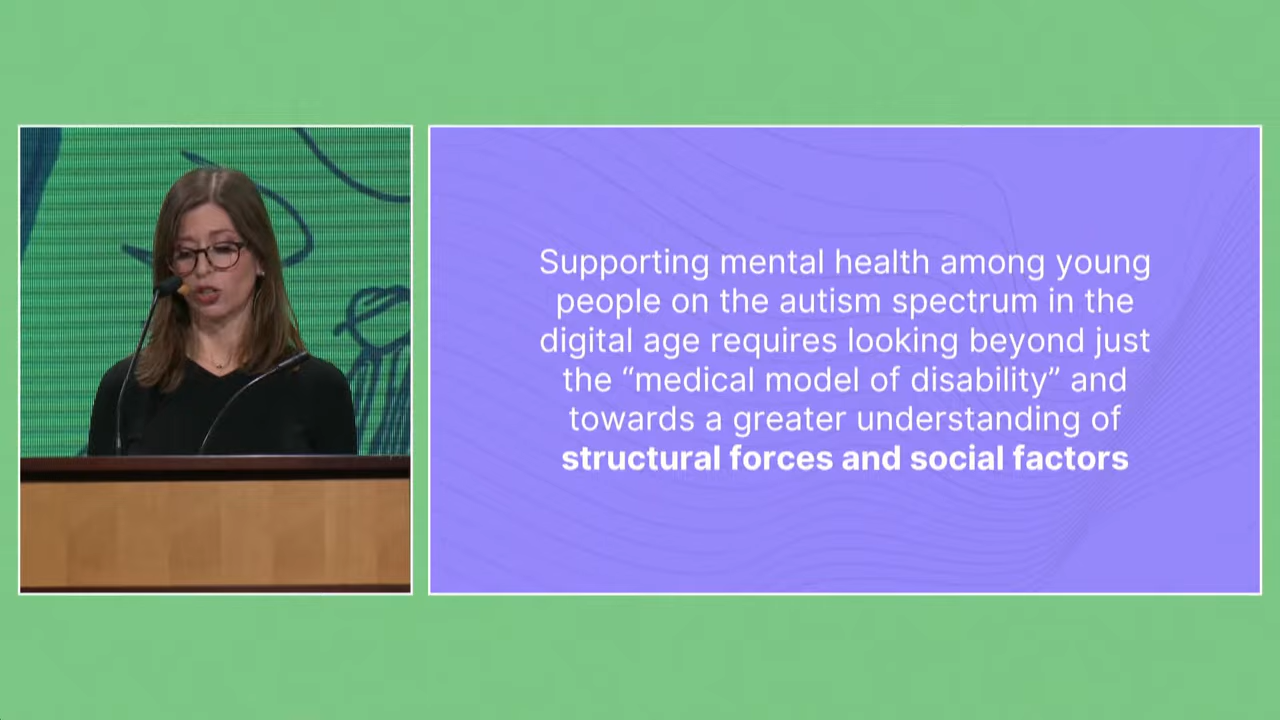 Supporting mental health among young
people on the autism spectrum in the
digital age requires looking beyond just
the “medical model of disability” and
towards a greater understanding of
structural forces and social factors